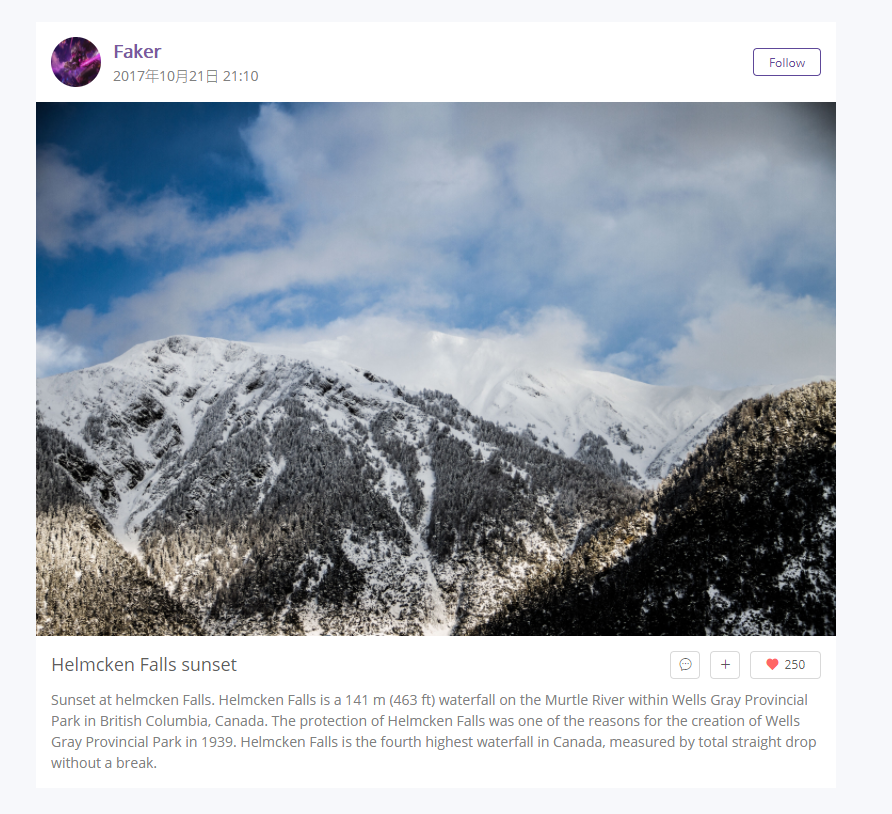 Faker
2017年10月21日 21:10
Follow
Helmcken Falls sunset
250
Sunset at helmcken Falls. Helmcken Falls is a 141 m (463 ft) waterfall on the Murtle River within Wells Gray Provincial
Park in British Columbia, Canada. The protection of Helmcken Falls was one of the reasons for the creation of Wells
Gray Provincial Park in 1939. Helmcken Falls is the fourth highest waterfall in Canada, measured by total straight drop
without a break.